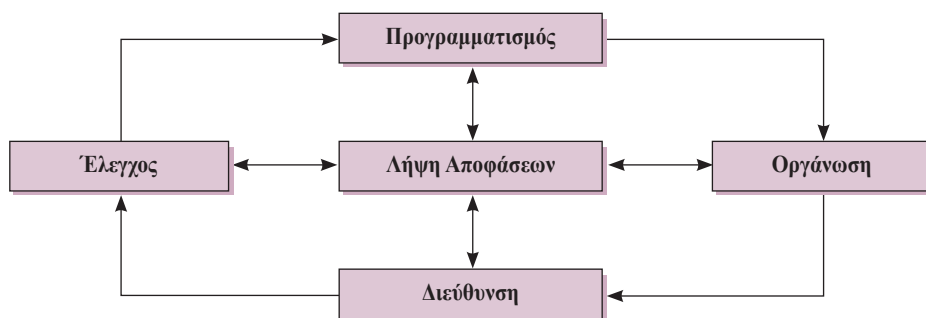 Προγραμματισμός
Έλεγχος
Λήψη Αποφάσεων
Οργάνωση
Διεύθυνση